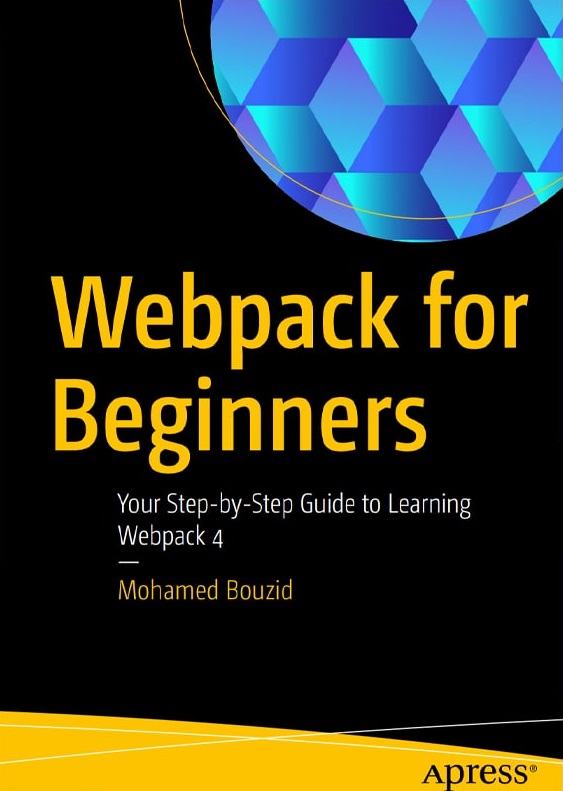 Webpack for
Beginners
Your Step-by-Step Guide to Learning
Webpack 4
Mohamed Bouzid
Apress®